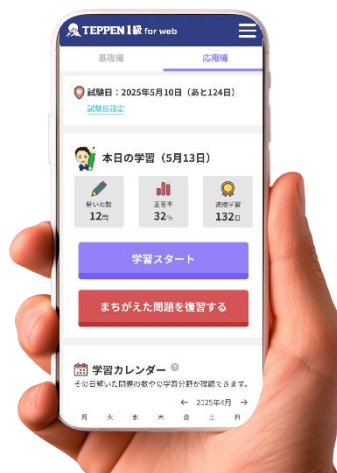 TEPPEN 1級 for web
基礎編 応用編
試験日：2025年5月10日（あと124日）
試験日設定
本日の学習（5月13日）
解いた数 正答率 連続学習
12問 32% 132日
学習スタート
まちがえた問題を復習する
学習カレンダー
その日解いた問題の数やの学習分野が確認できます。
← 2025年4月 →
月 火 水 木 金 土 日